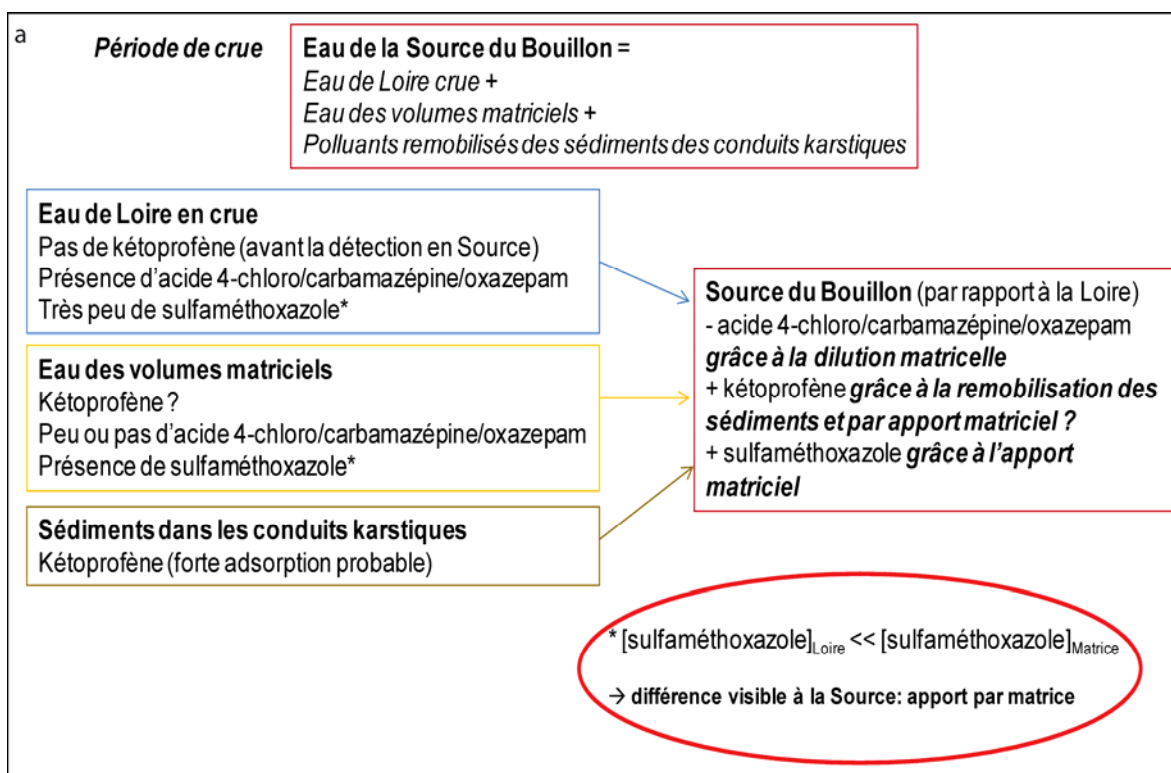 a
Période de crue
Eau de la Source du Bouillon =
Eau de Loire crue +
Eau des volumes matriciels +
Polluants remobilisés des sédiments des conduits karstiques
Eau de Loire en crue
Pas de kétoprofène (avant la détection en Source)
Présence d'acide 4-chloro/carbamazépine/oxazepam
Très peu de sulfaméthoxazole*
Eau des volumes matriciels
Kétoprofène ?
Peu ou pas d'acide 4-chloro/carbamazépine/oxazepam
Présence de sulfaméthoxazole*
Sédiments dans les conduits karstiques
Kétoprofène (forte adsorption probable)
Source du Bouillon (par rapport à la Loire)
- acide 4-chloro/carbamazépine/oxazepam
grâce à la dilution matricelle
+ kétoprofène grâce à la remobilisation des
sédiments et par apport matriciel ?
+ sulfaméthoxazole grâce à l'apport
matriciel
* [sulfaméthoxazole]Loire << [sulfaméthoxazole]Matrice
→ différence visible à la Source: apport par matrice